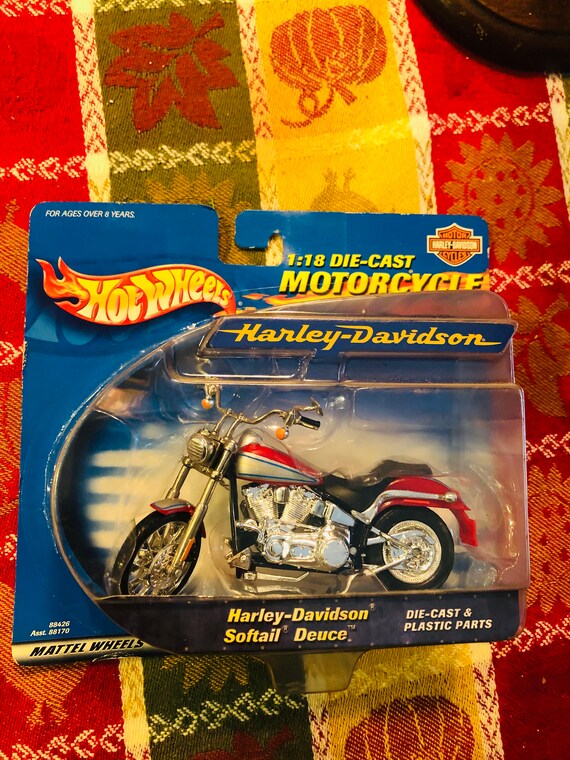 FOR AGES OVER 8 YEARS.
HOT WHEELS
1:18 DIE-CAST
MOTORCYCLE
MOTOR
HARLEY-DAVIDSON
CYCLES
Harley-Davidson
Harley-Davidson®
Softail® Deuce™
DIE-CAST &
PLASTIC PARTS
88426
Asst. 88170
MATTEL WHEELS